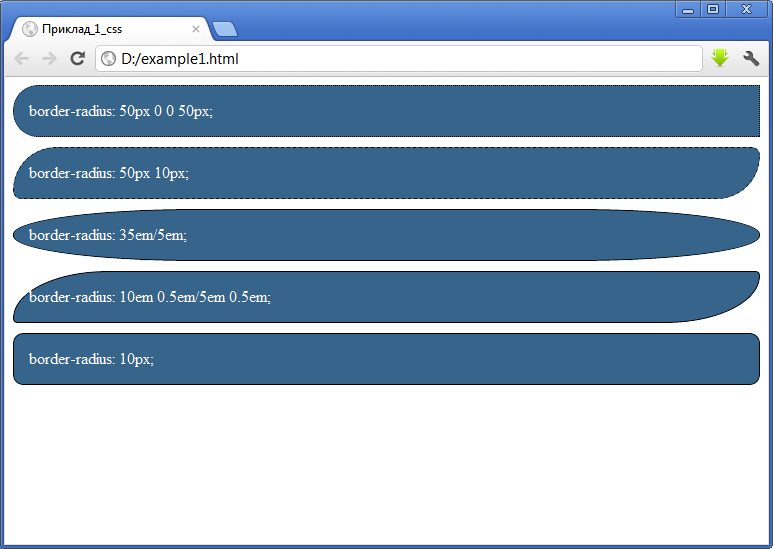 Приклад_1_css
D:/example1.html
border-radius: 50px 0 0 50px;
border-radius: 50px 10px;
border-radius: 35em/5em;
border-radius: 10em 0.5em/5em 0.5em;
border-radius: 10px;